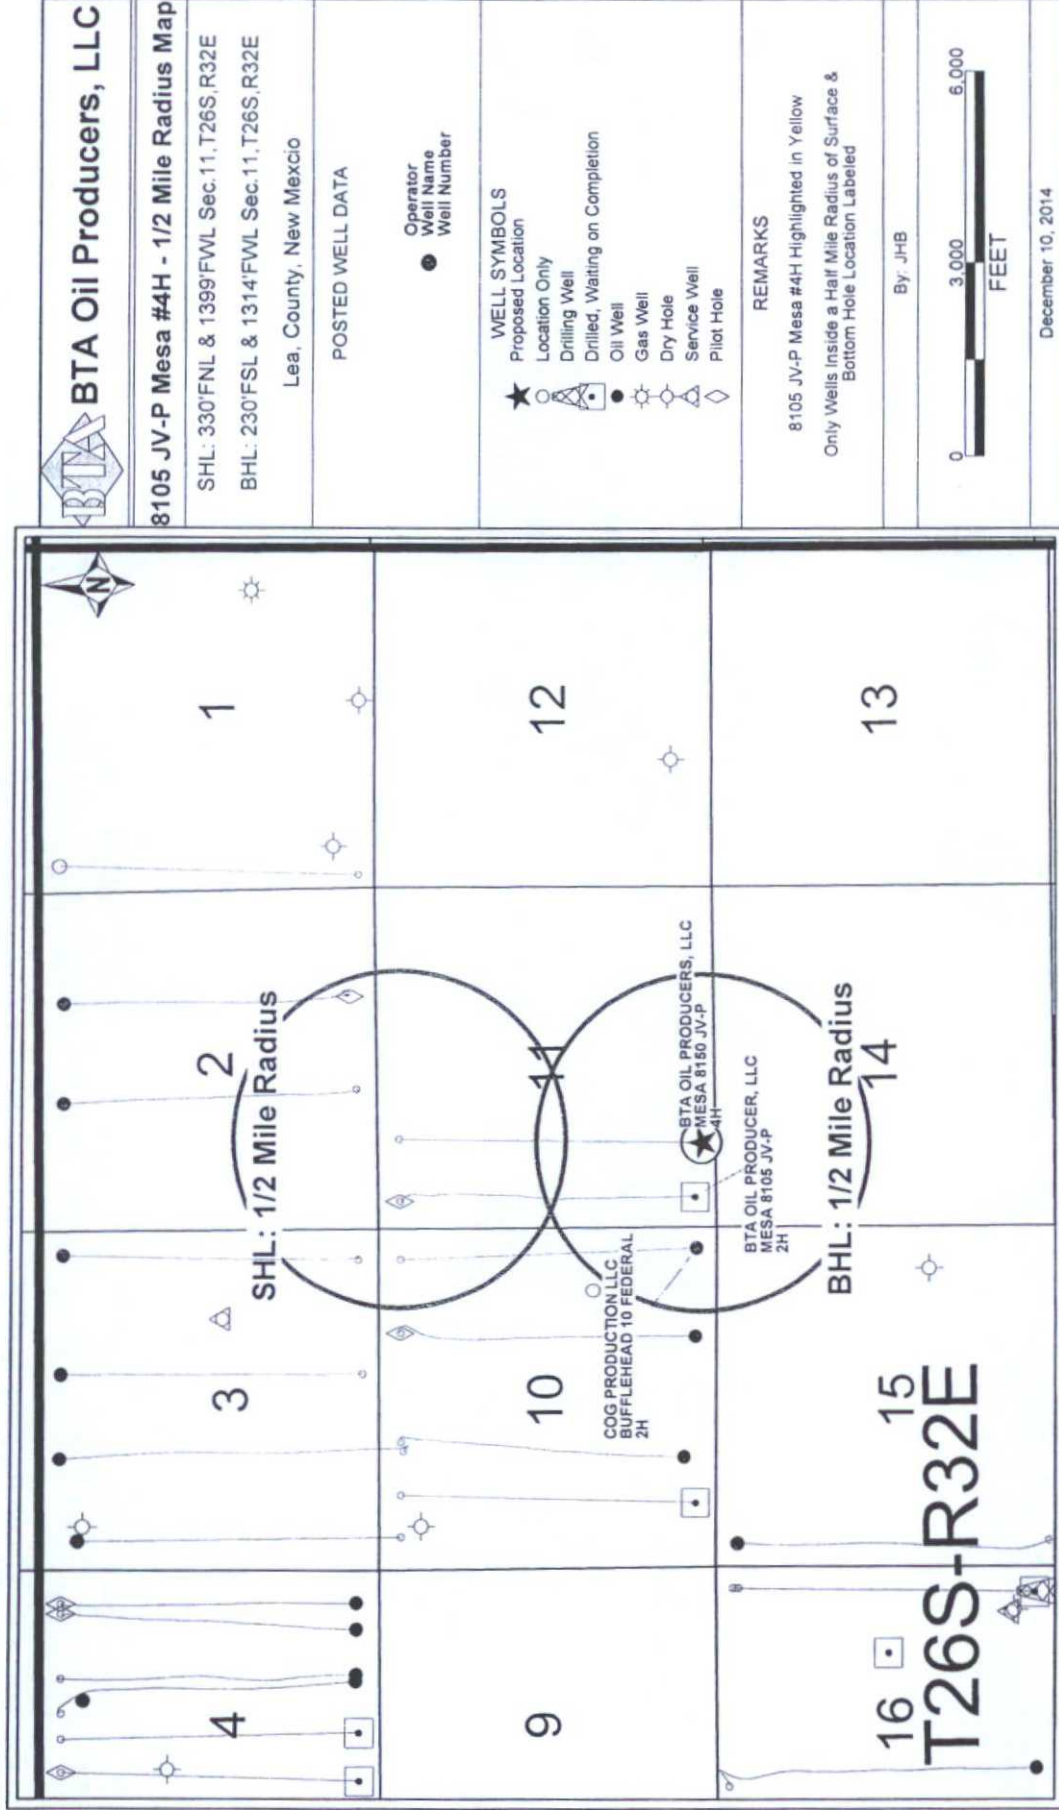 BTA
BTA Oil Producers, LLC
8105 JV-P Mesa #4H - 1/2 Mile Radius Map
SHL: 330'FNL & 1399'FWL Sec.11,T26S,R32E
BHL: 230'FSL & 1314'FWL Sec.11,T26S,R32E
Lea, County, New Mexcio
POSTED WELL DATA
Operator
Well Name
Well Number
WELL SYMBOLS
Proposed Location
Location Only
Drilling Well
Drilled, Waiting on Completion
Oil Well
Gas Well
Dry Hole
Service Well
Pilot Hole
REMARKS
8105 JV-P Mesa #4H Highlighted in Yellow
Only Wells Inside a Half Mile Radius of Surface &
Bottom Hole Location Labeled
By: JHB
0 3,000 6,000
FEET
December 10, 2014
N
4
3
2
1
SHL: 1/2 Mile Radius
9
10
11
12
COG PRODUCTION LLC
BUFFLEHEAD 10 FEDERAL
2H
BTA OIL PRODUCERS, LLC
MESA 8150 JV-P
4H
BTA OIL PRODUCER, LLC
MESA 8105 JV-P
2H
BHL: 1/2 Mile Radius
16
15
14
13
T26S-R32E